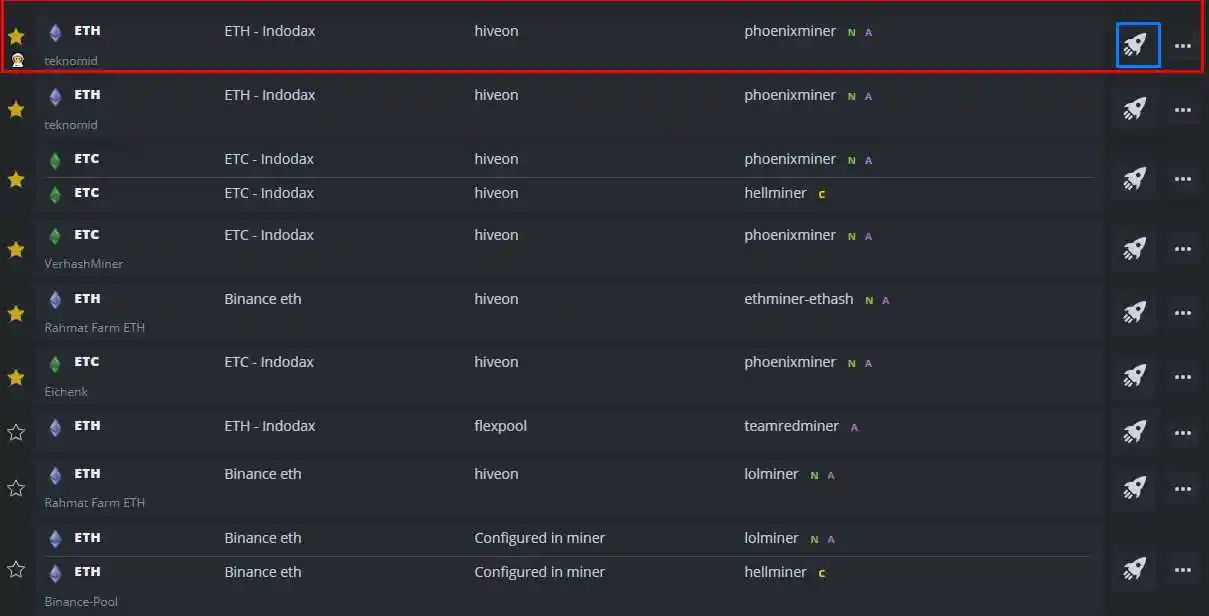 ETH ETH - Indodax hiveon phoenixminer N A
teknomid
ETH ETH - Indodax hiveon phoenixminer N A
teknomid
ETC ETC - Indodax hiveon phoenixminer N A
ETC ETC - Indodax hiveon hellminer C
ETC ETC - Indodax hiveon phoenixminer N A
VerhashMiner
ETH Binance eth hiveon ethminer-ethash N A
Rahmat Farm ETH
ETC ETC - Indodax hiveon phoenixminer N A
Eichenk
ETH ETH - Indodax flexpool teamredminer A
ETH Binance eth hiveon lolminer N A
Rahmat Farm ETH
ETH Binance eth Configured in miner lolminer N A
ETH Binance eth Configured in miner hellminer C
Binance-Pool